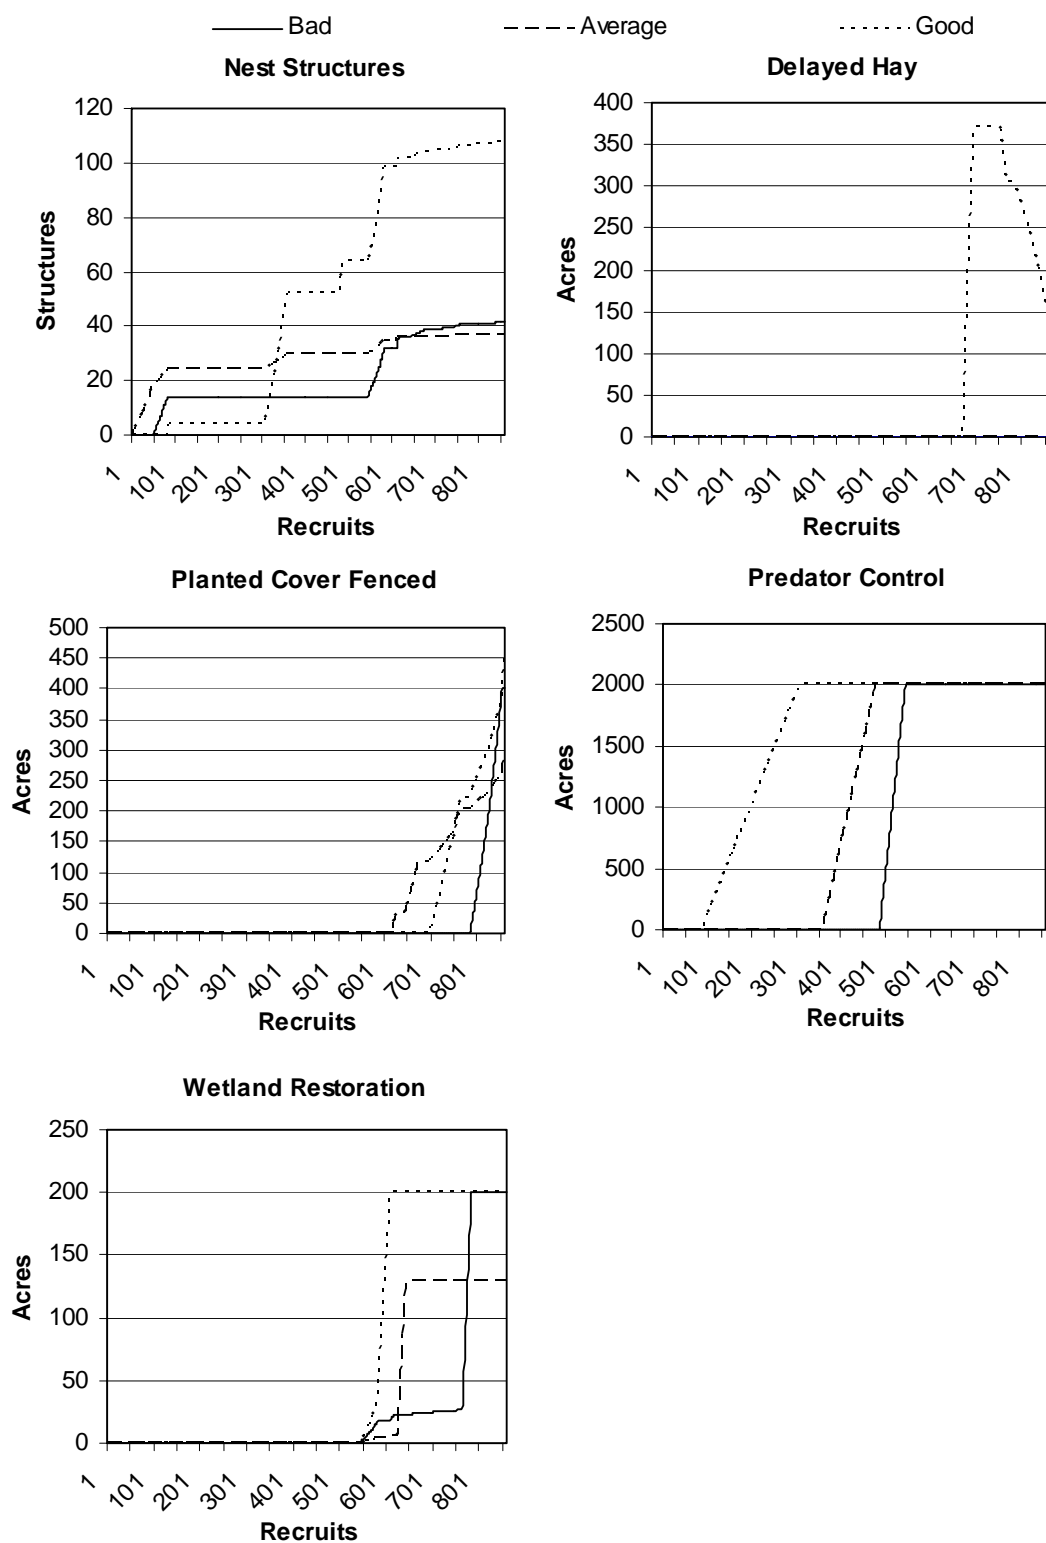 Bad Average Good
Nest Structures
120
100
80
60
40
20
0
Structures
1 101 201 301 401 501 601 701 801
Recruits
Delayed Hay
400
350
300
250
200
150
100
50
0
Acres
1 101 201 301 401 501 601 701 801
Recruits
Planted Cover Fenced
500
450
400
350
300
250
200
150
100
50
0
Acres
1 101 201 301 401 501 601 701 801
Recruits
Predator Control
2500
2000
1500
1000
500
0
Acres
1 101 201 301 401 501 601 701 801
Recruits
Wetland Restoration
250
200
150
100
50
0
Acres
1 101 201 301 401 501 601 701 801
Recruits